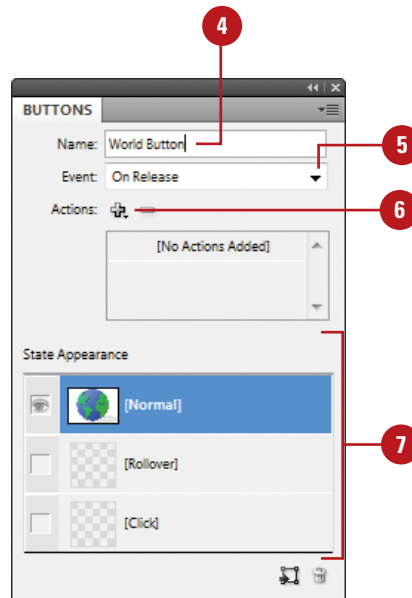 4
BUTTONS
Name: World Button
5
Event: On Release
Actions:
6
[No Actions Added]
State Appearance
[Normal]
7
[Rollover]
[Click]